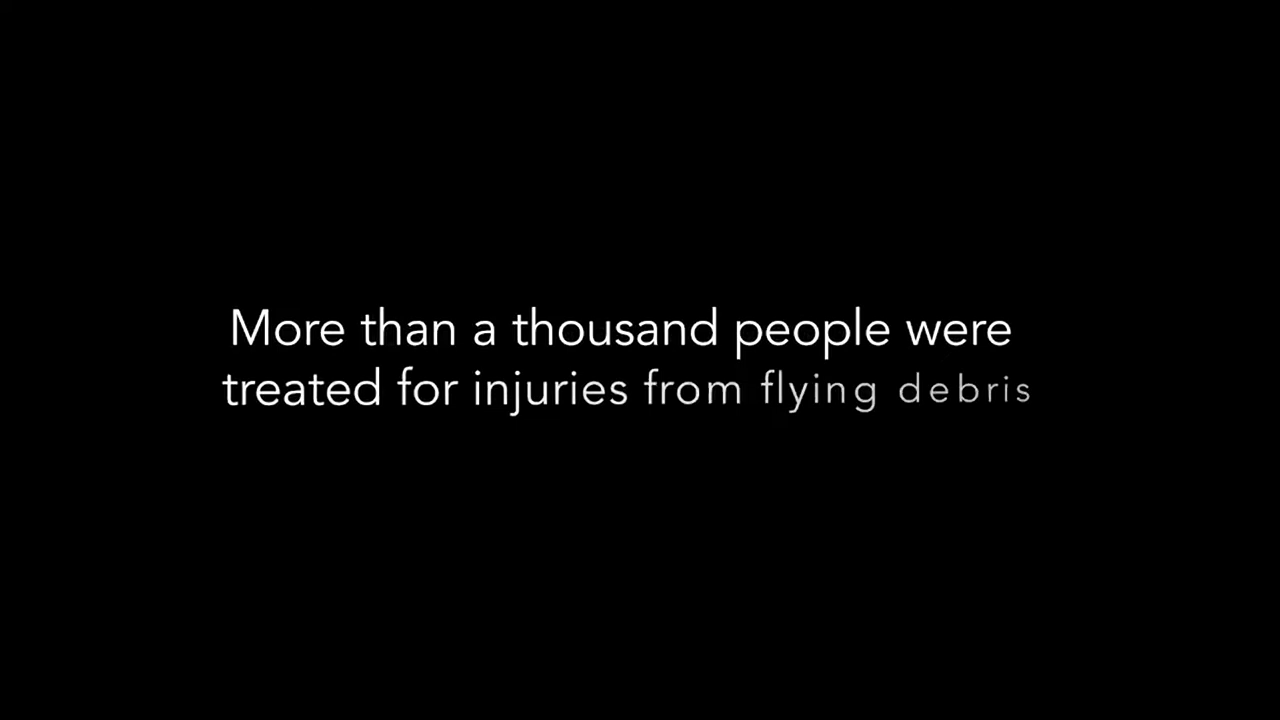 More than a thousand people were
treated for injuries from flying debris